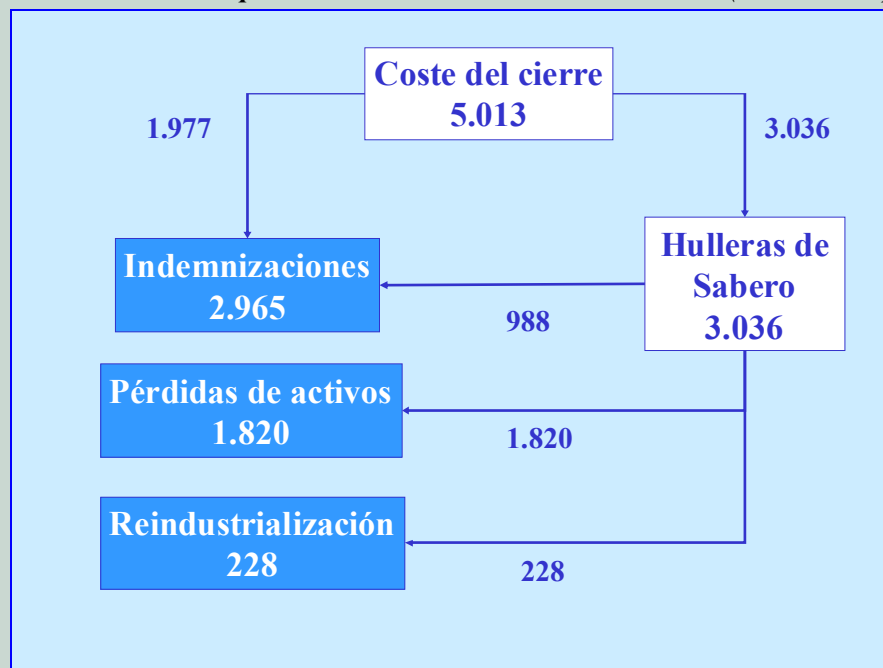 Coste del cierre
5.013
1.977
3.036
Indemnizaciones
2.965
Hulleras de
Sabero
3.036
988
Pérdidas de activos
1.820
1.820
Reindustrialización
228
228